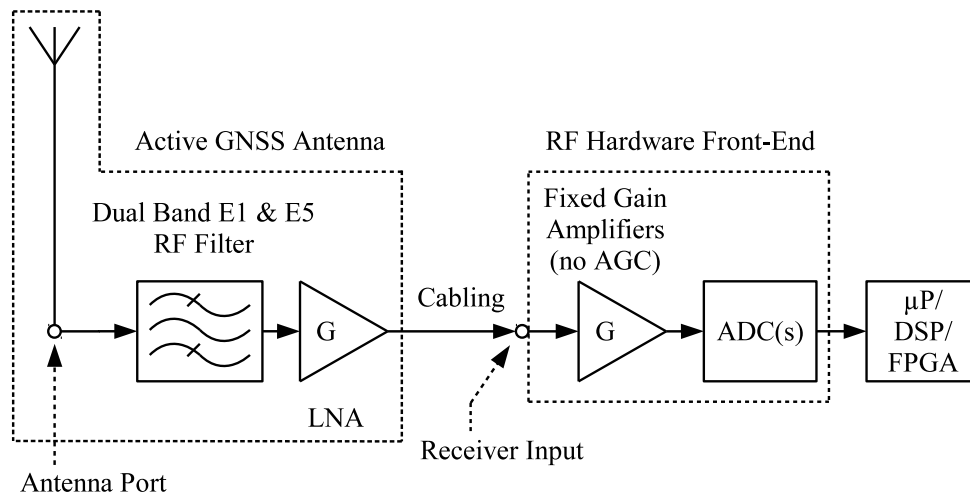 Active GNSS Antenna
RF Hardware Front-End
Dual Band E1 & E5
RF Filter
Fixed Gain
Amplifiers
(no AGC)
Cabling
G
G
ADC(s)
µP/
DSP/
FPGA
LNA
Receiver Input
Antenna Port